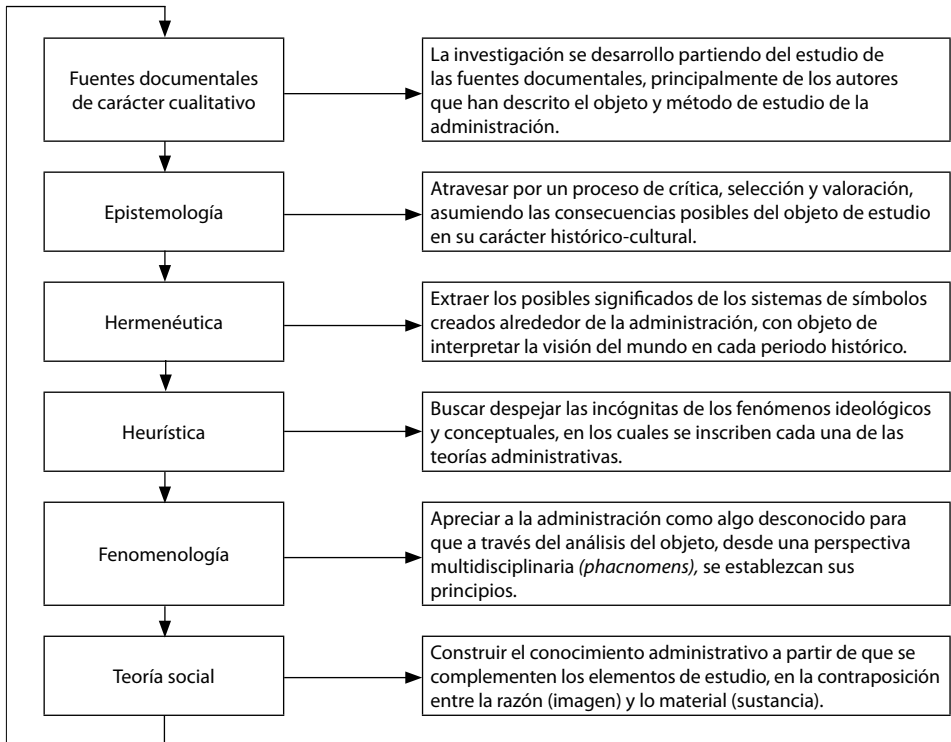 Fuentes documentales
de carácter cualitativo
La investigación se desarrollo partiendo del estudio de
las fuentes documentales, principalmente de los autores
que han descrito el objeto y método de estudio de la
administración.
Epistemología
Atravesar por un proceso de crítica, selección y valoración,
asumiendo las consecuencias posibles del objeto de estudio
en su carácter histórico-cultural.
Hermenéutica
Extraer los posibles significados de los sistemas de símbolos
creados alrededor de la administración, con objeto de
interpretar la visión del mundo en cada periodo histórico.
Heurística
Buscar despejar las incógnitas de los fenómenos ideológicos
y conceptuales, en los cuales se inscriben cada una de las
teorías administrativas.
Fenomenología
Apreciar a la administración como algo desconocido para
que a través del análisis del objeto, desde una perspectiva
multidisciplinaria (phacnomens), se establezcan sus
principios.
Teoría social
Construir el conocimiento administrativo a partir de que se
complementen los elementos de estudio, en la contraposición
entre la razón (imagen) y lo material (sustancia).